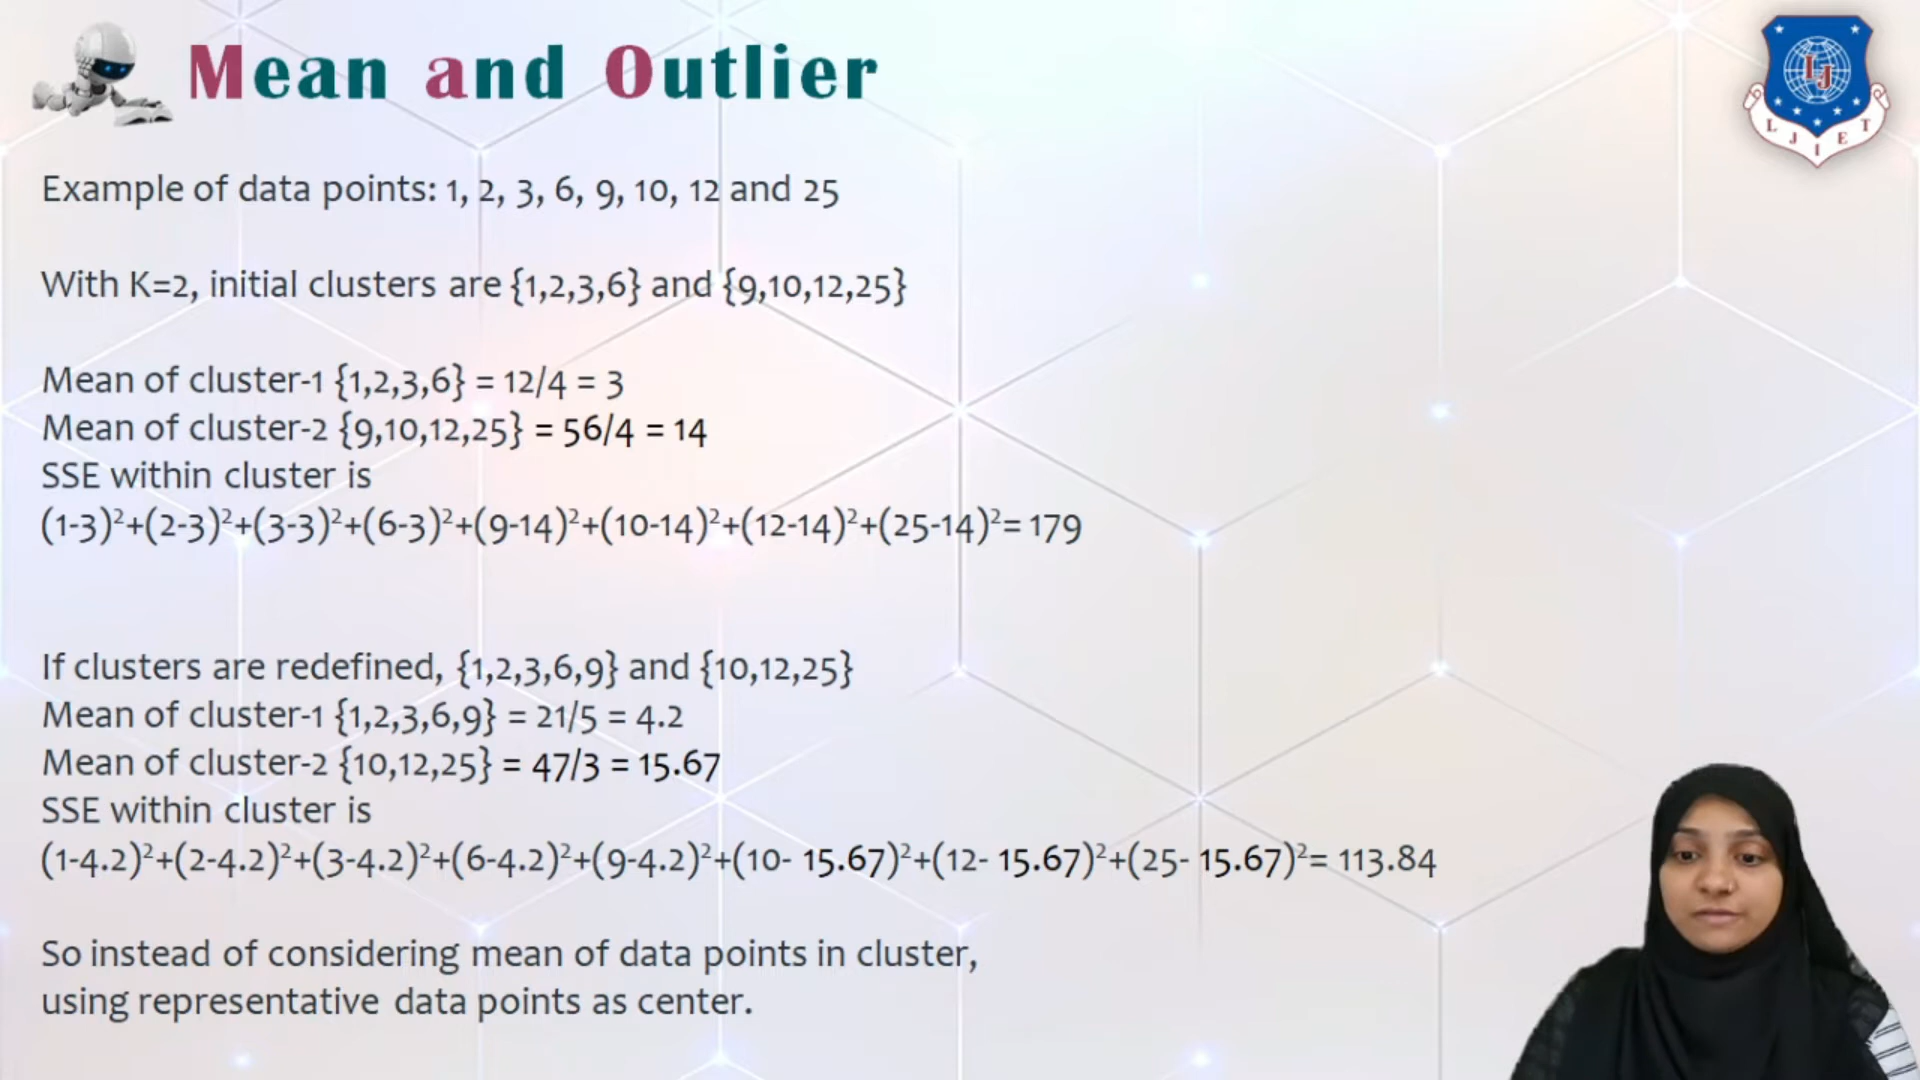 Mean and Outlier
L J I E T
LJ
Example of data points: 1, 2, 3, 6, 9, 10, 12 and 25
With K=2, initial clusters are {1,2,3,6} and {9,10,12,25}
Mean of cluster-1 {1,2,3,6} = 12/4 = 3
Mean of cluster-2 {9,10,12,25} = 56/4 = 14
SSE within cluster is
(1-3)²+(2-3)²+(3-3)²+(6-3)²+(9-14)²+(10-14)²+(12-14)²+(25-14)²= 179
If clusters are redefined, {1,2,3,6,9} and {10,12,25}
Mean of cluster-1 {1,2,3,6,9} = 21/5 = 4.2
Mean of cluster-2 {10,12,25} = 47/3 = 15.67
SSE within cluster is
(1-4.2)²+(2-4.2)²+(3-4.2)²+(6-4.2)²+(9-4.2)²+(10- 15.67)²+(12- 15.67)²+(25- 15.67)²= 113.84
So instead of considering mean of data points in cluster,
using representative data points as center.